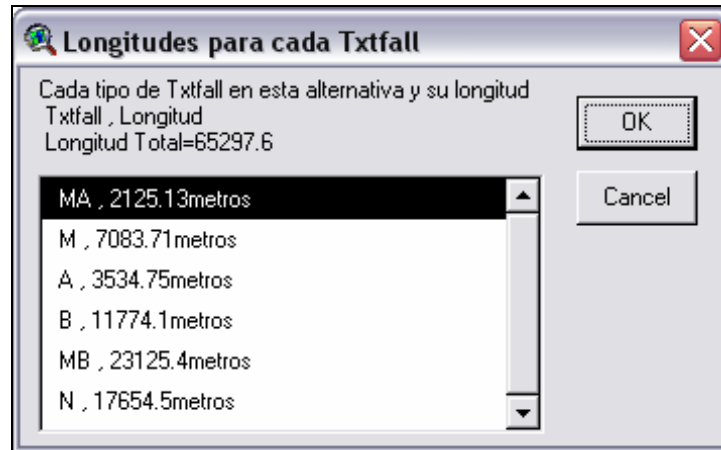 Longitudes para cada Txtfall
Cada tipo de Txtfall en esta alternativa y su longitud
Txtfall , Longitud
Longitud Total=65297.6
OK
Cancel
MA , 2125.13metros
M , 7083.71metros
A , 3534.75metros
B , 11774.1metros
MB , 23125.4metros
N , 17654.5metros